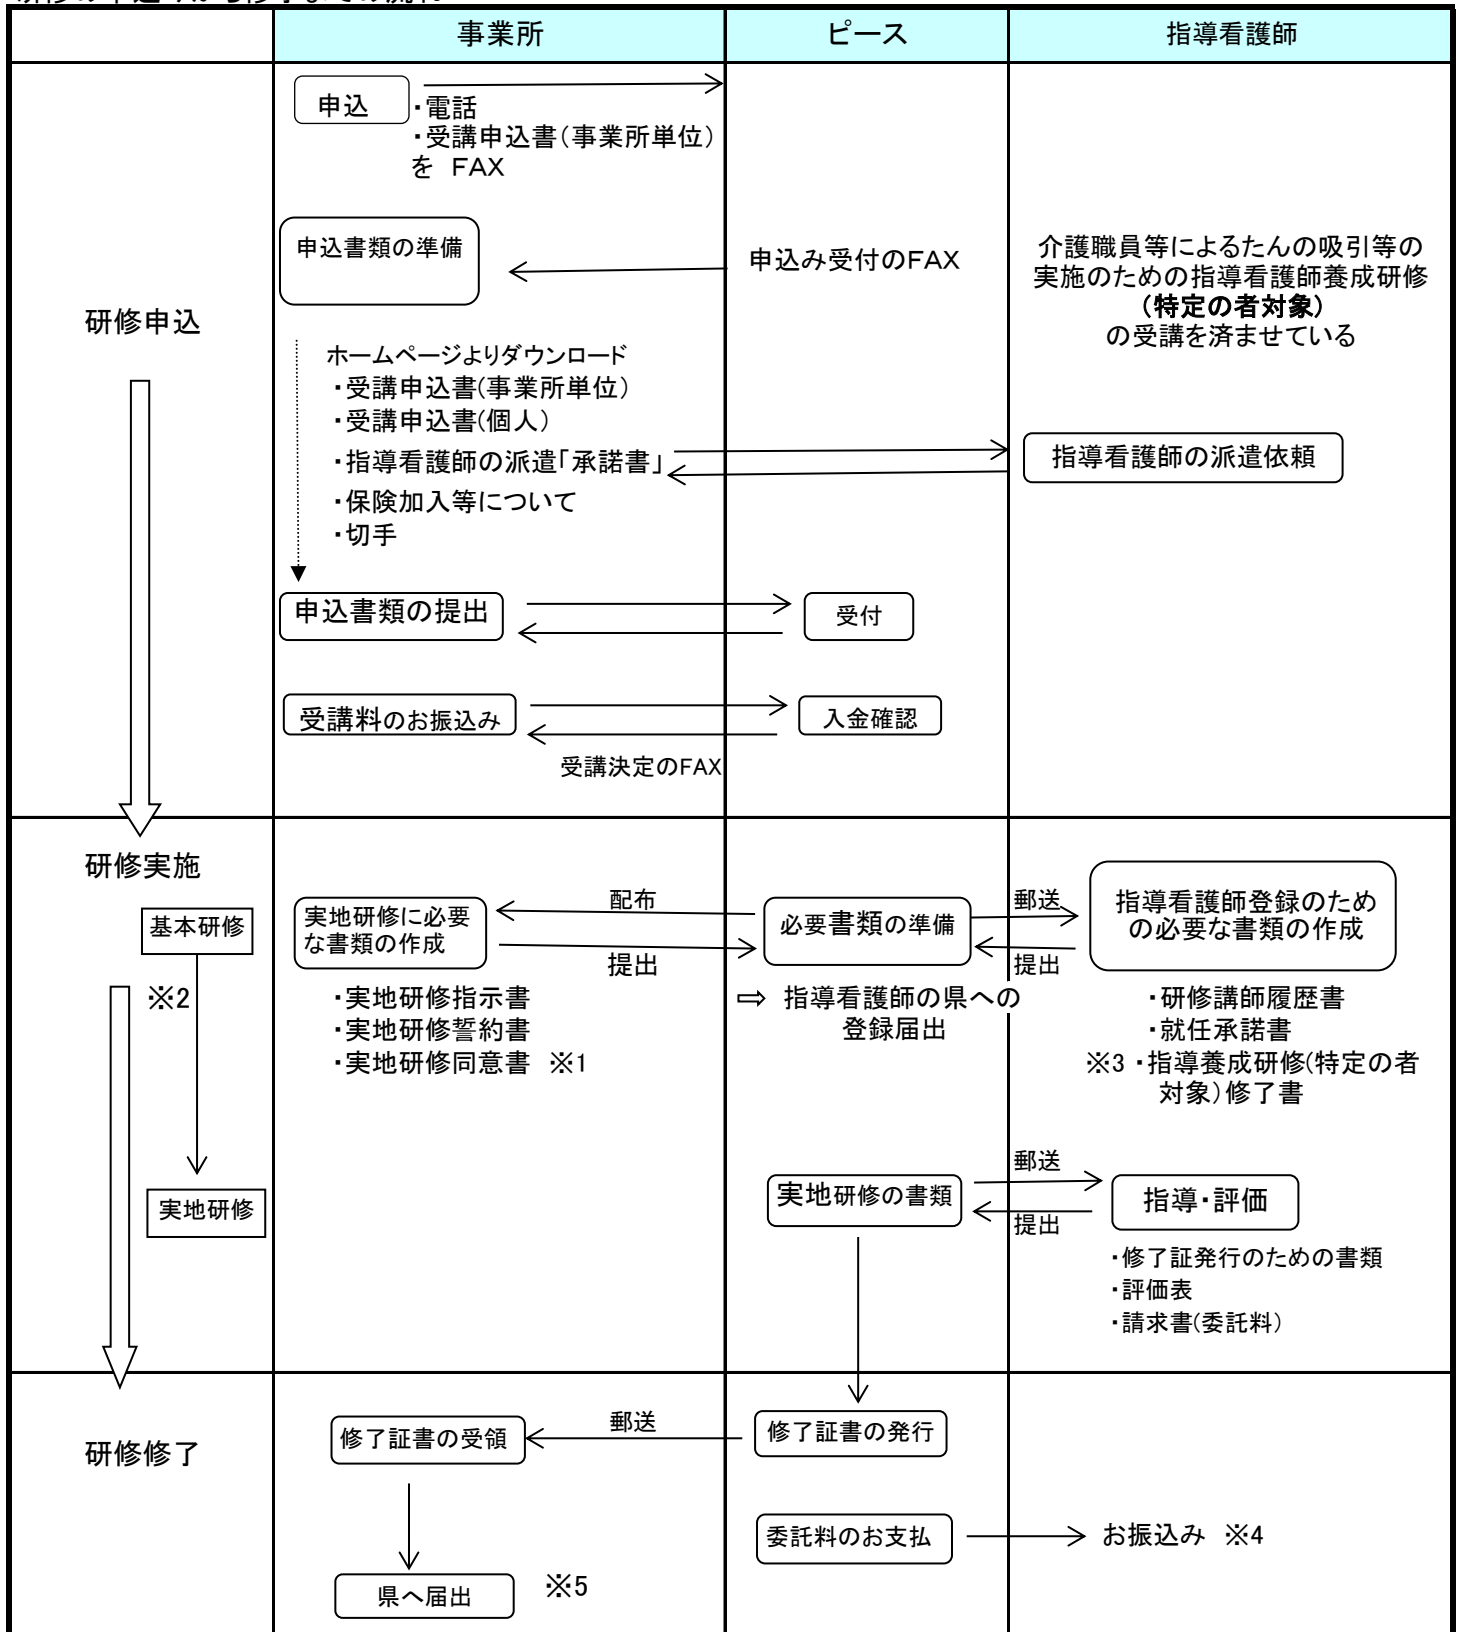 事業所
ピース
指導看護師
研修申込
申込
・電話
・受講申込書(事業所単位)
を FAX
申込書類の準備
申込み受付のFAX
介護職員等によるたんの吸引等の
実施のための指導看護師養成研修
(特定の者対象)
の受講を済ませている
ホームページよりダウンロード
・受講申込書(事業所単位)
・受講申込書(個人)
・指導看護師の派遣「承諾書」
・保険加入等について
・切手
指導看護師の派遣依頼
申込書類の提出
受付
受講料のお振込み
入金確認
受講決定のFAX
研修実施
基本研修
※2
実地研修
実地研修に必要
な書類の作成
配布
提出
必要書類の準備
郵送
提出
指導看護師登録のため
の必要な書類の作成
・実地研修指示書
・実地研修誓約書
・実地研修同意書 ※1
⇨ 指導看護師の県への
登録届出
・研修講師履歴書
・就任承諾書
※3 ・指導養成研修(特定の者
対象)修了書
実地研修の書類
郵送
提出
指導・評価
・修了証発行のための書類
・評価表
・請求書(委託料)
研修修了
修了証書の受領
郵送
修了証書の発行
委託料のお支払
お振込み ※4
県へ届出
※5